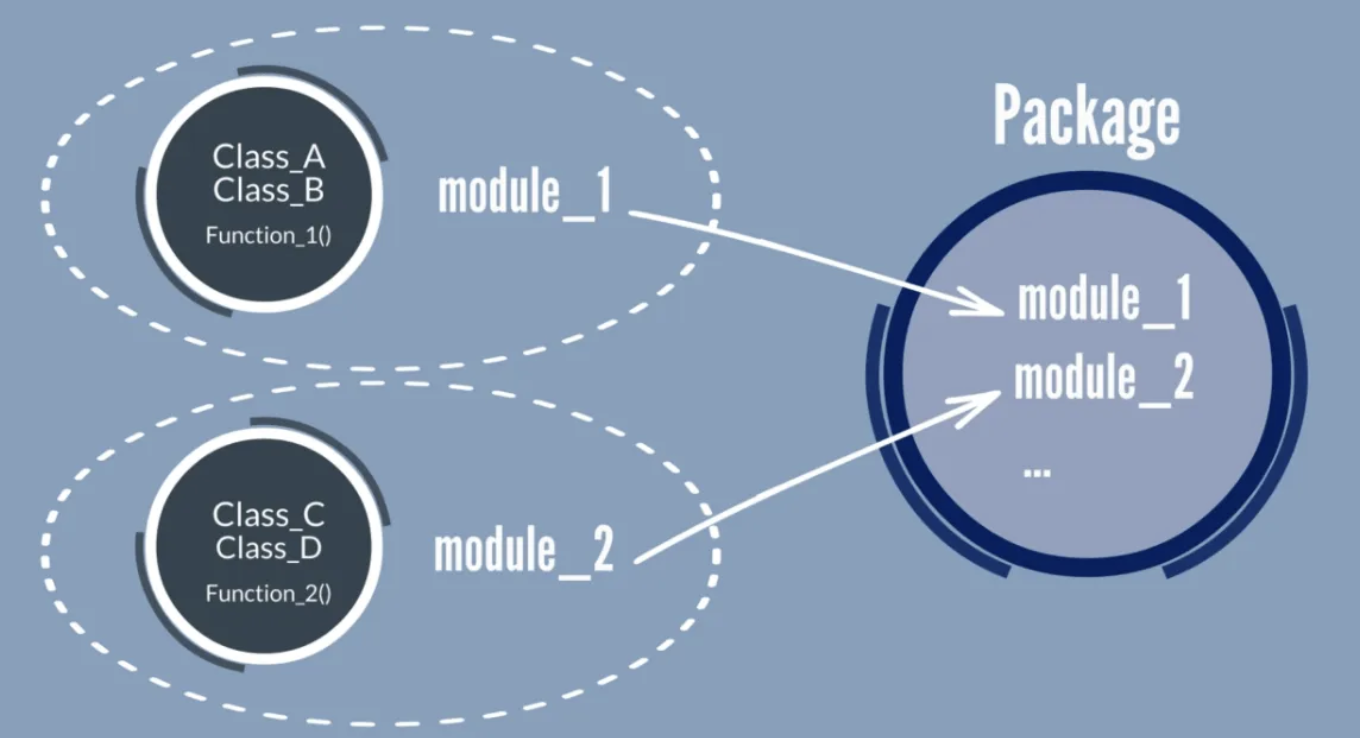 Class_A
Class_B
Function_1()
module_1
Class_C
Class_D
Function_2()
module_2
Package
module_1
module_2
...